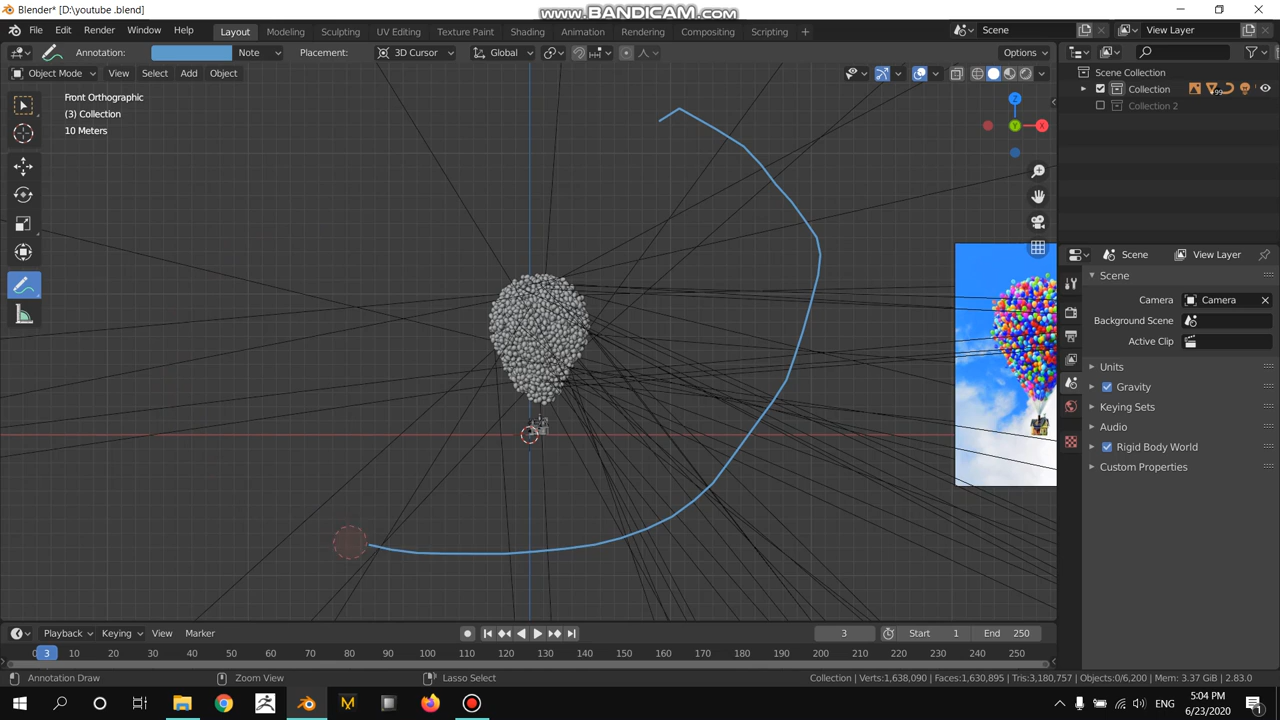 Blender* [D:\youtube .blend]
www.BANDICAM.com
File Edit Render Window Help Layout Modeling Sculpting UV Editing Texture Paint Shading Animation Rendering Compositing Scripting Scene View Layer
Annotation: Note Placement: 3D Cursor Global Options
Object Mode View Select Add Object
Scene Collection
Collection 99
Collection 2
Front Orthographic
(3) Collection
10 Meters
Z
Y X
Scene View Layer
Scene
Camera Camera
Background Scene
Active Clip
Units
Gravity
Keying Sets
Audio
Rigid Body World
Custom Properties
Playback Keying View Marker 3 Start 1 End 250
0 3 10 20 30 40 50 60 70 80 90 100 110 120 130 140 150 160 170 180 190 200 210 220 230 240 250
Annotation Draw Zoom View Lasso Select Collection | Verts:1,638,090 | Faces:1,630,895 | Tris:3,180,757 | Objects:0/6,200 | Mem: 3.37 GiB | 2.83.0
5:04 PM
6/23/2020